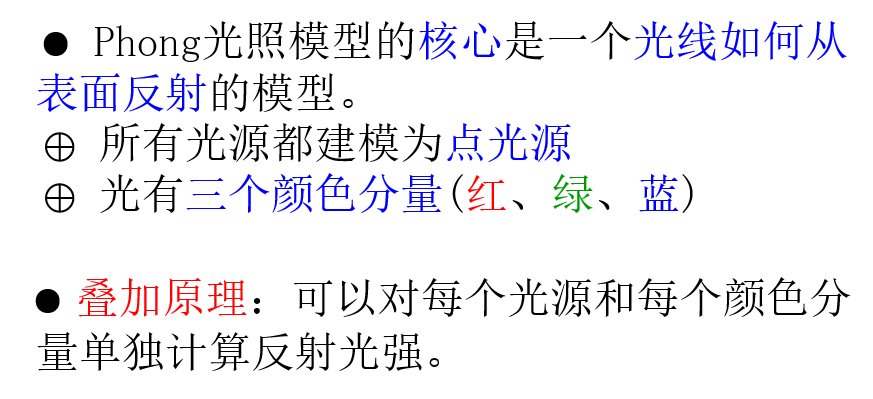 ● Phong光照模型的核心是一个光线如何从
表面反射的模型。
⊕ 所有光源都建模为点光源
⊕ 光有三个颜色分量(红、绿、蓝)
● 叠加原理：可以对每个光源和每个颜色分
量单独计算反射光强。